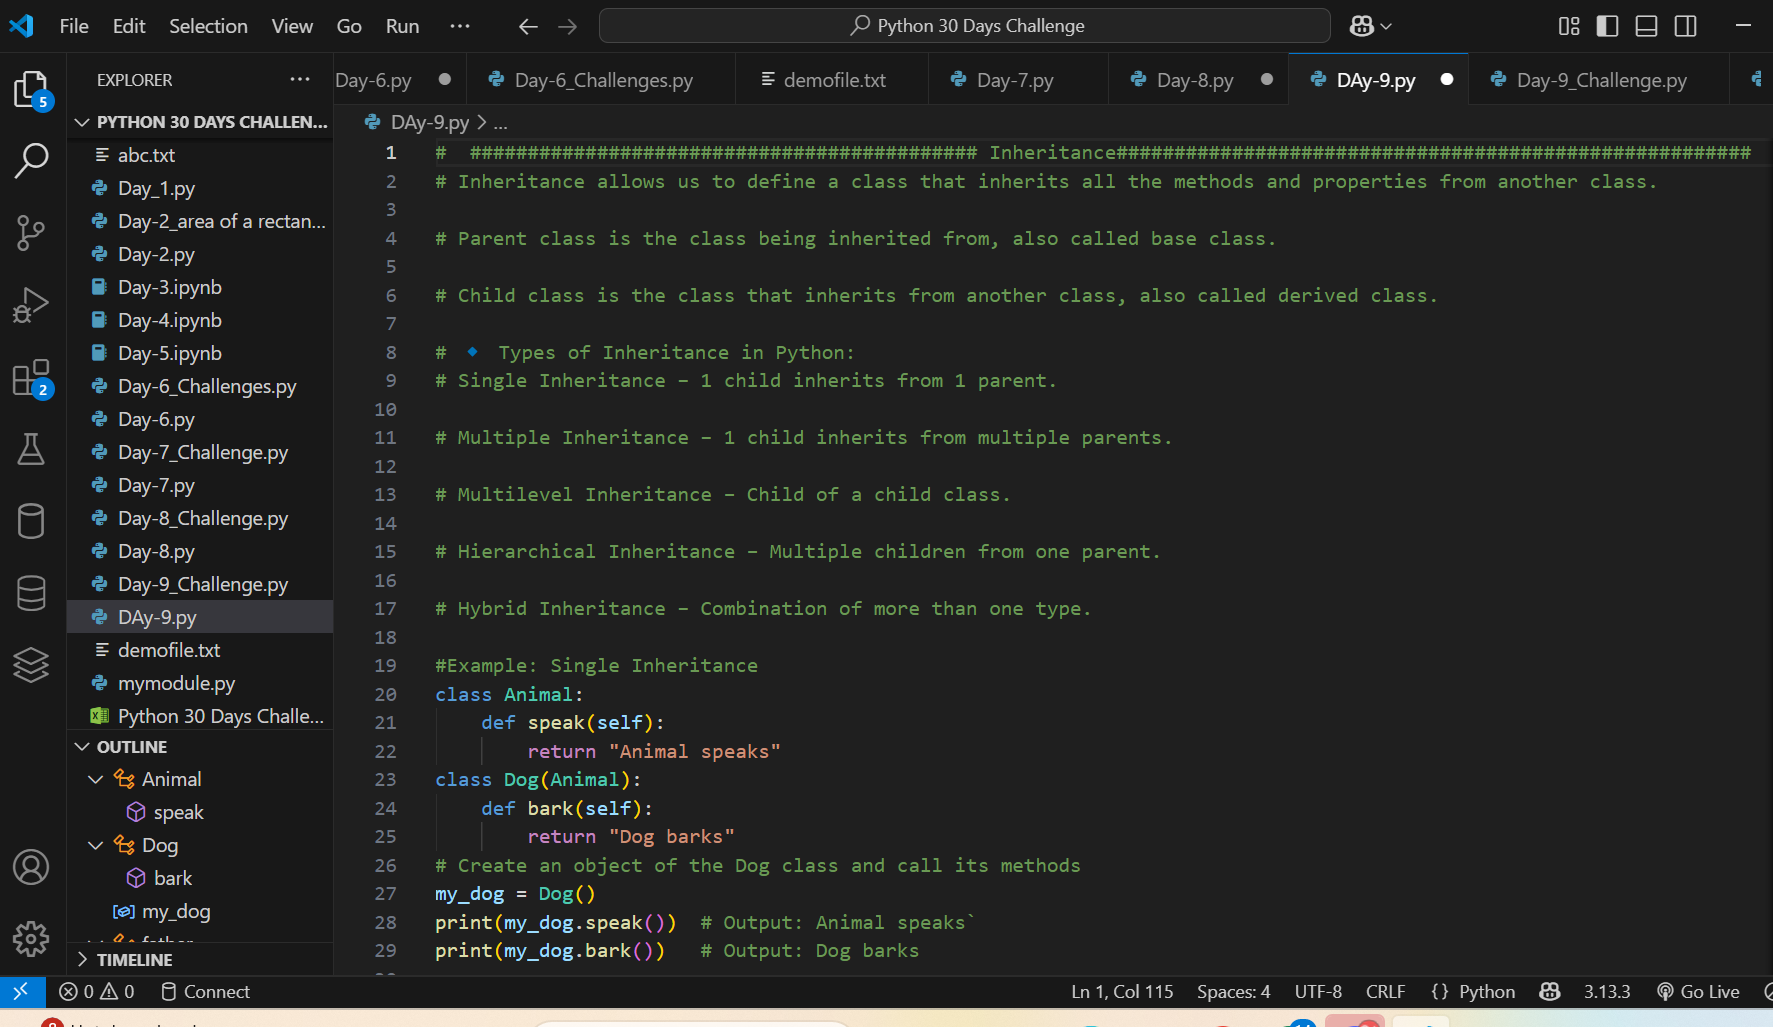 File Edit Selection View Go Run ··· Python 30 Days Challenge
EXPLORER ···
Day-6.py Day-6_Challenges.py demofile.txt Day-7.py Day-8.py DAy-9.py Day-9_Challenge.py
PYTHON 30 DAYS CHALLEN...
abc.txt
Day_1.py
Day-2_area of a rectan...
Day-2.py
Day-3.ipynb
Day-4.ipynb
Day-5.ipynb
Day-6_Challenges.py
Day-6.py
Day-7_Challenge.py
Day-7.py
Day-8_Challenge.py
Day-8.py
Day-9_Challenge.py
DAy-9.py
demofile.txt
mymodule.py
Python 30 Days Challe...
OUTLINE
Animal
speak
Dog
bark
my_dog
TIMELINE
5
2
DAy-9.py > ...
1 # ############################################ Inheritance#######################################################
2 # Inheritance allows us to define a class that inherits all the methods and properties from another class.
3
4 # Parent class is the class being inherited from, also called base class.
5
6 # Child class is the class that inherits from another class, also called derived class.
7
8 # 🔹 Types of Inheritance in Python:
9 # Single Inheritance – 1 child inherits from 1 parent.
10
11 # Multiple Inheritance – 1 child inherits from multiple parents.
12
13 # Multilevel Inheritance – Child of a child class.
14
15 # Hierarchical Inheritance – Multiple children from one parent.
16
17 # Hybrid Inheritance – Combination of more than one type.
18
19 #Example: Single Inheritance
20 class Animal:
21     def speak(self):
22         return "Animal speaks"
23 class Dog(Animal):
24     def bark(self):
25         return "Dog barks"
26 # Create an object of the Dog class and call its methods
27 my_dog = Dog()
28 print(my_dog.speak())  # Output: Animal speaks`
29 print(my_dog.bark())   # Output: Dog barks
0 0 Connect Ln 1, Col 115 Spaces: 4 UTF-8 CRLF {} Python 3.13.3 Go Live